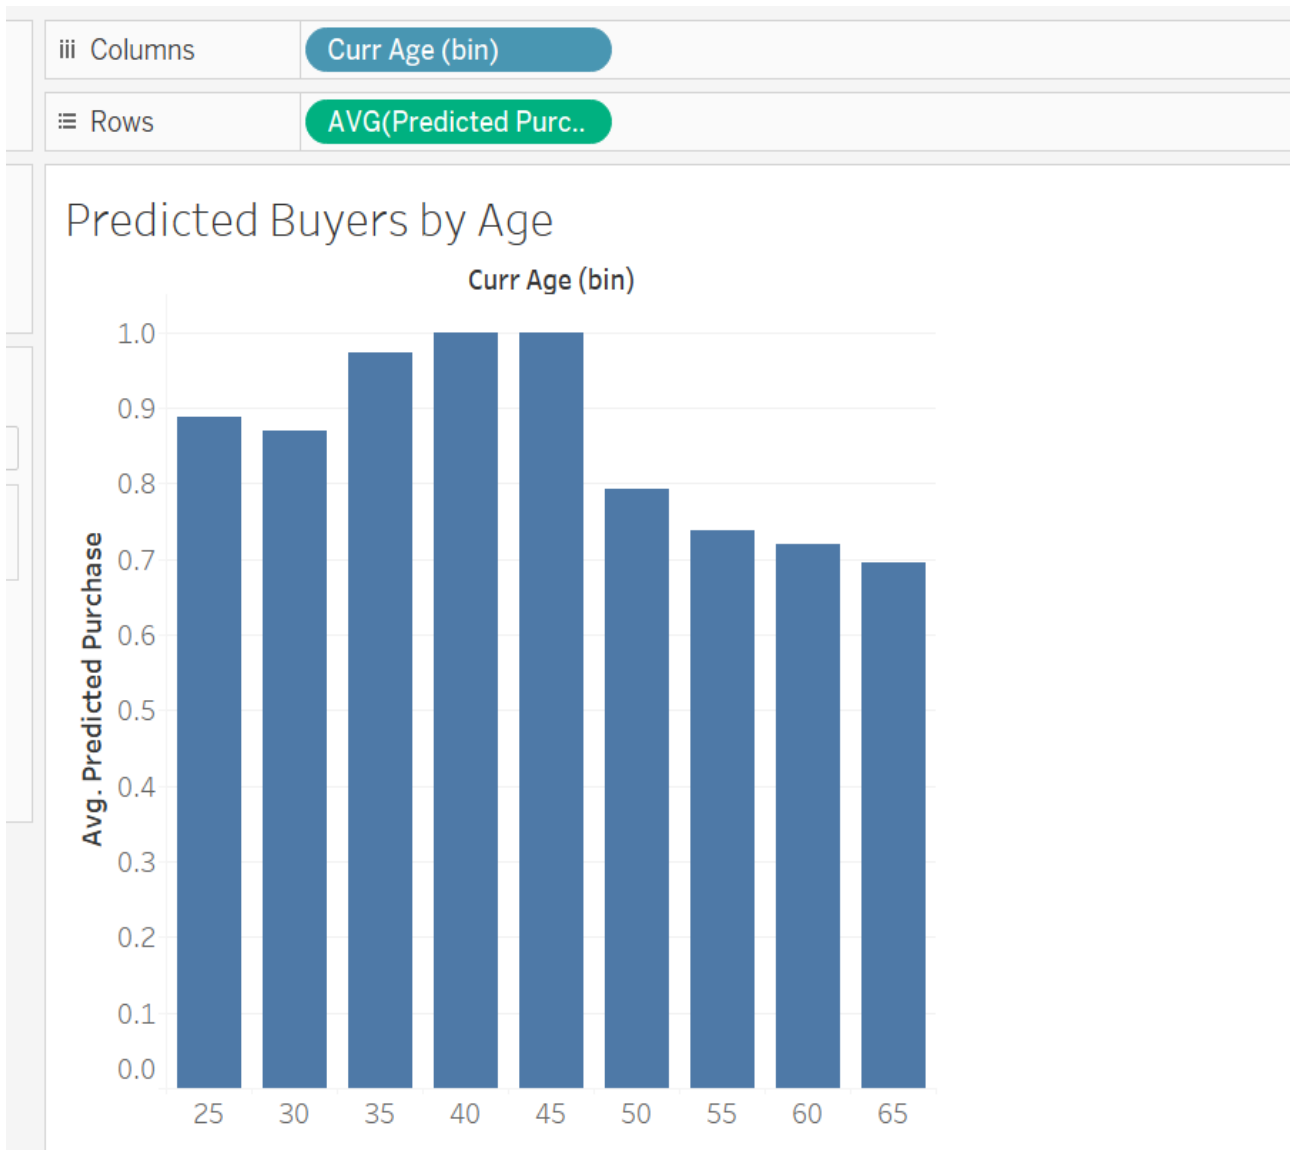 Columns
Curr Age (bin)
Rows
AVG(Predicted Purc..
Predicted Buyers by Age
Curr Age (bin)
Avg. Predicted Purchase
1.0
0.9
0.8
0.7
0.6
0.5
0.4
0.3
0.2
0.1
0.0
25 30 35 40 45 50 55 60 65